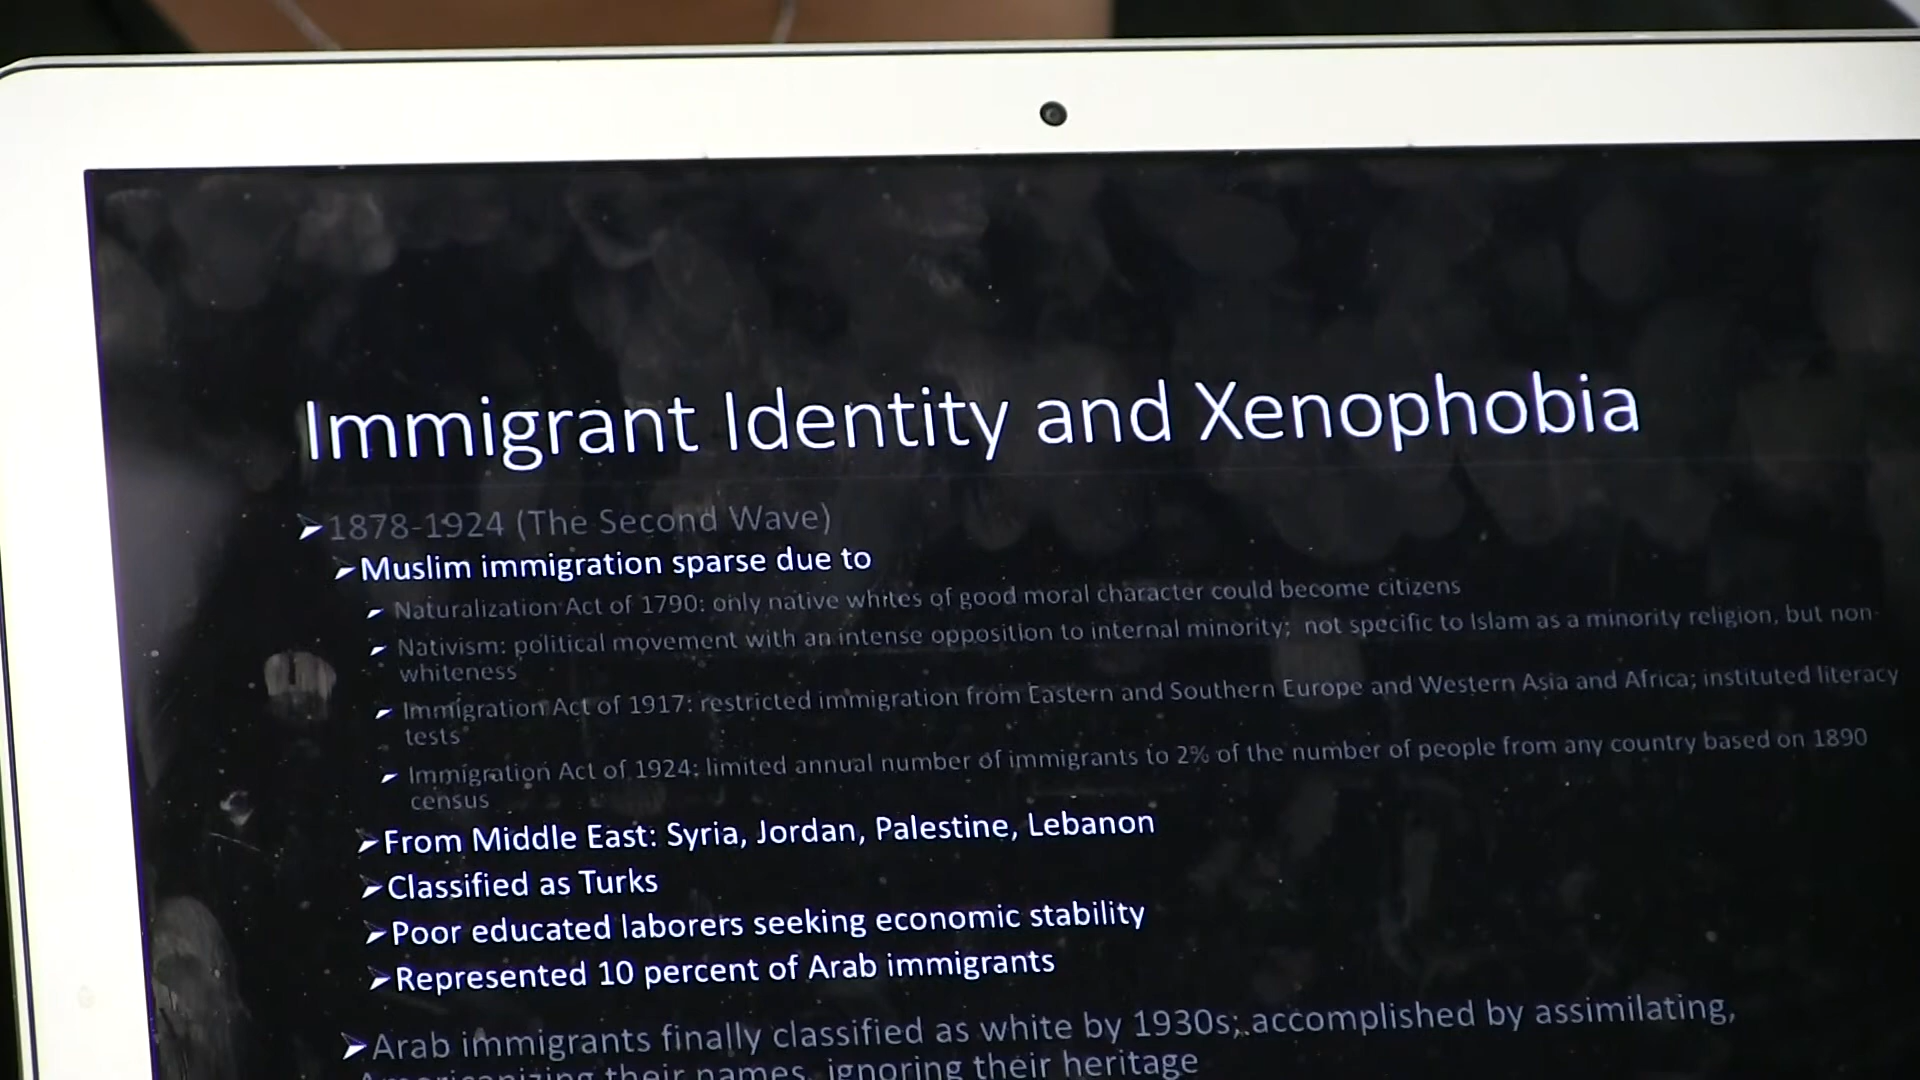 Immigrant Identity and Xenophobia
1878-1924 (The Second Wave)
Muslim immigration sparse due to
Naturalization Act of 1790: only native whites of good moral character could become citizens
Nativism: political movement with an intense opposition to internal minority; not specific to Islam as a minority religion, but non-
whiteness
Immigration Act of 1917: restricted immigration from Eastern and Southern Europe and Western Asia and Africa; instituted literacy
tests
Immigration Act of 1924: limited annual number of immigrants to 2% of the number of people from any country based on 1890
census
From Middle East: Syria, Jordan, Palestine, Lebanon
Classified as Turks
Poor educated laborers seeking economic stability
Represented 10 percent of Arab immigrants
Arab immigrants finally classified as white by 1930s; accomplished by assimilating,
Americanizing their names, ignoring their heritage